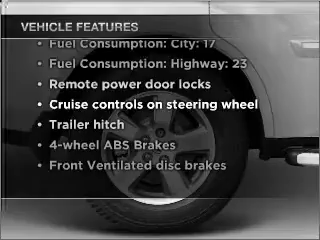 VEHICLE FEATURES
• Fuel Consumption: City: 17
• Fuel Consumption: Highway: 23
• Remote power door locks
• Cruise controls on steering wheel
• Trailer hitch
• 4-wheel ABS Brakes
• Front Ventilated disc brakes